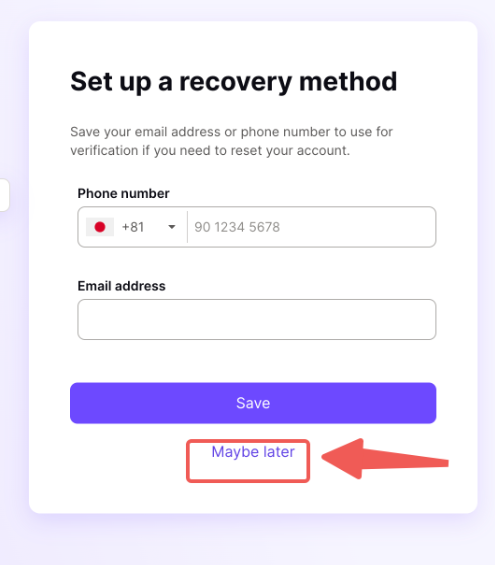 Set up a recovery method
Save your email address or phone number to use for
verification if you need to reset your account.
Phone number
+81 90 1234 5678
Email address
Save
Maybe later